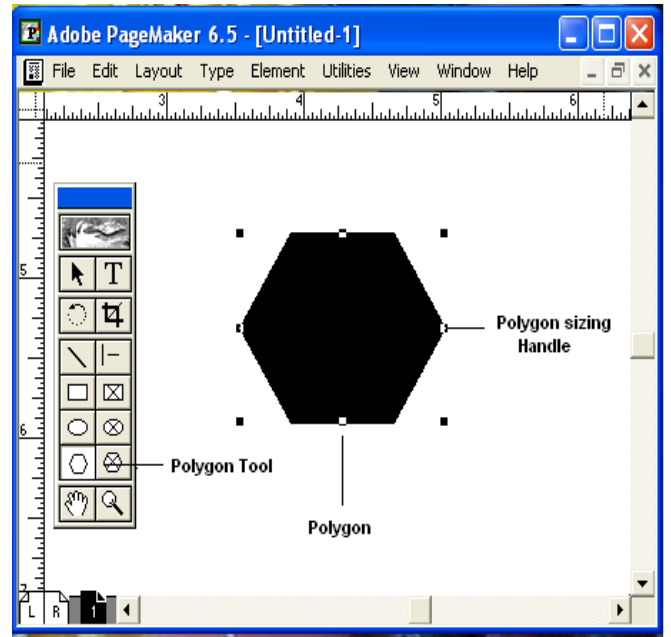 Adobe PageMaker 6.5 - [Untitled-1]
File Edit Layout Type Element Utilities View Window Help
3 4 5 6
T
5
Polygon sizing
Handle
6
Polygon Tool
Polygon
L R 1